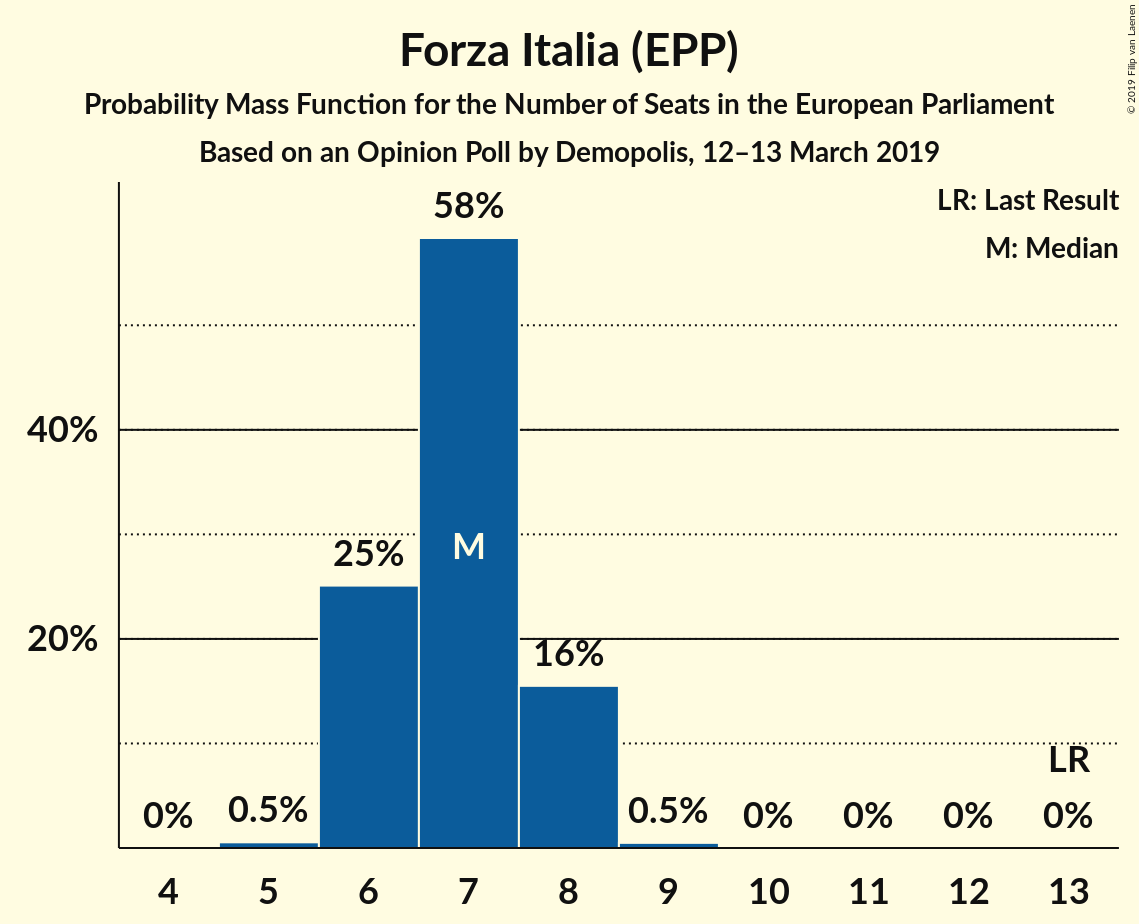 Forza Italia (EPP)
Probability Mass Function for the Number of Seats in the European Parliament
Based on an Opinion Poll by Demopolis, 12–13 March 2019
© 2019 Filip van Laenen
LR: Last Result
M: Median
58%
40%
M
25%
20%
16%
LR
0% 0.5% 0.5% 0% 0% 0% 0%
4 5 6 7 8 9 10 11 12 13